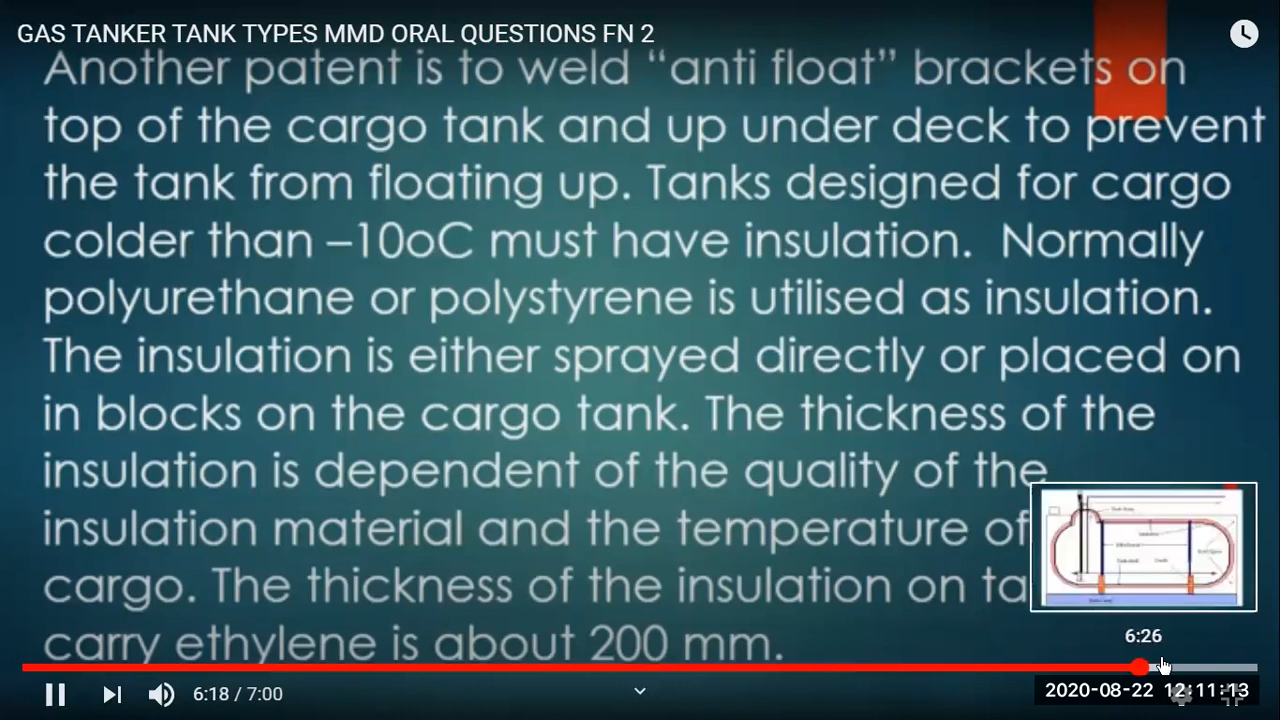 GAS TANKER TANK TYPES MMD ORAL QUESTIONS FN 2
Another patent is to weld “anti float” brackets on
top of the cargo tank and up under deck to prevent
the tank from floating up. Tanks designed for cargo
colder than –10oC must have insulation. Normally
polyurethane or polystyrene is utilised as insulation.
The insulation is either sprayed directly or placed on
in blocks on the cargo tank. The thickness of the
insulation is dependent of the quality of the
insulation material and the temperature of
cargo. The thickness of the insulation on ta
carry ethylene is about 200 mm.
6:26
6:18 / 7:00
2020-08-22 12:11:13